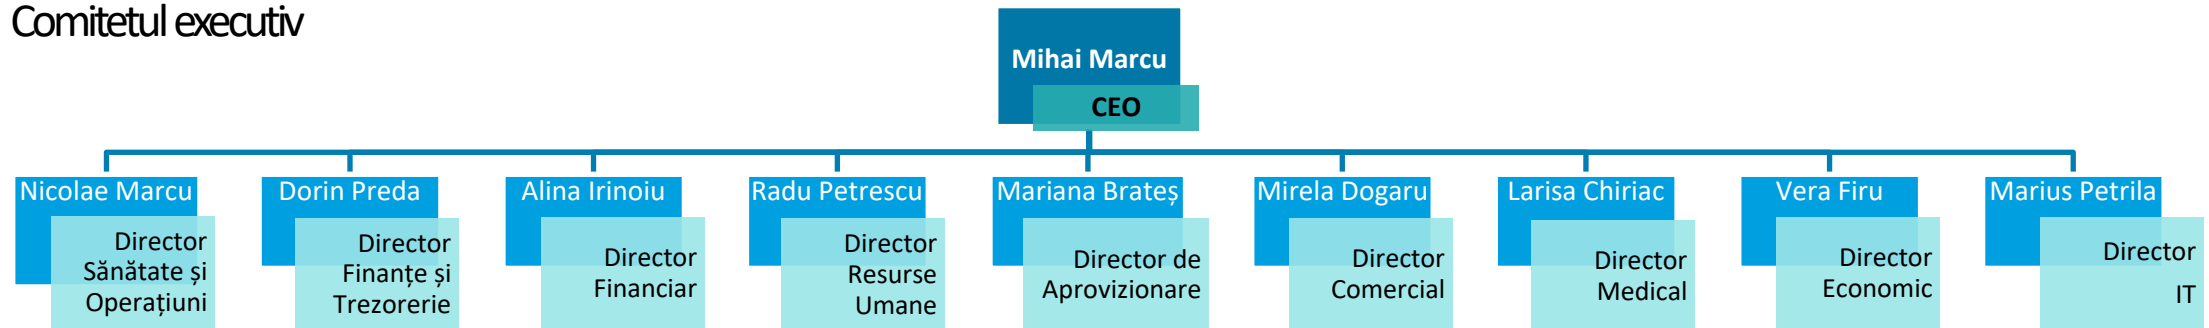 Comitetul executiv
Mihai Marcu
CEO
Nicolae Marcu
Director
Sănătate și
Operațiuni
Dorin Preda
Director
Finanțe și
Trezorerie
Alina Irinoiu
Director
Financiar
Radu Petrescu
Director
Resurse
Umane
Mariana Brateș
Director de
Aprovizionare
Mirela Dogaru
Director
Comercial
Larisa Chiriac
Director
Medical
Vera Firu
Director
Economic
Marius Petrila
Director
IT